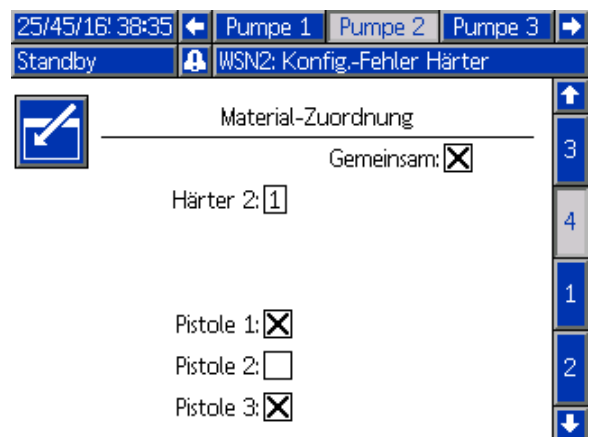 25/45/16 38:35 Pumpe 1 Pumpe 2 Pumpe 3
Standby WSN2: Konfig.-Fehler Härter
Material-Zuordnung
Gemeinsam:
3
Härter 2: 1
4
1
Pistole 1:
Pistole 2:
2
Pistole 3: